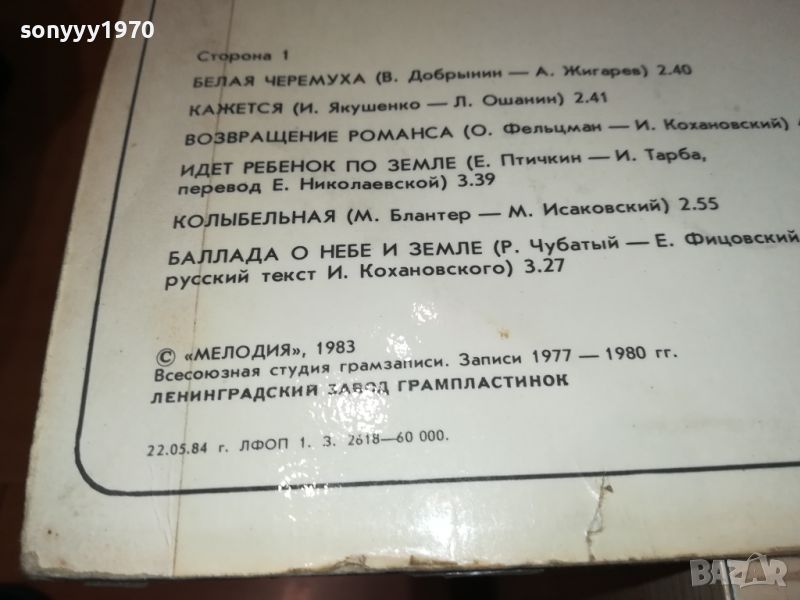 sonyyy1970
Сторона 1
БЕЛАЯ ЧЕРЕМУХА (В. Добрынин — А. Жигарев) 2.40
КАЖЕТСЯ (И. Якушенко — Л. Ошанин) 2.41
ВОЗВРАЩЕНИЕ РОМАНСА (О. Фельцман — И. Кохановский)
ИДЕТ РЕБЕНОК ПО ЗЕМЛЕ (Е. Птичкин — И. Тарба,
перевод Е. Николаевской) 3.39
КОЛЫБЕЛЬНАЯ (М. Блантер — М. Исаковский) 2.55
БАЛЛАДА О НЕБЕ И ЗЕМЛЕ (Р. Чубатый — Е. Фицовский
русский текст И. Кохановского) 3.27
© «МЕЛОДИЯ», 1983
Всесоюзная студия грамзаписи. Записи 1977 — 1980 гг.
ЛЕНИНГРАДСКИЙ ЗАВОД ГРАМПЛАСТИНОК
22.05.84 г. ЛФОП 1. З. 2618—60 000.
BAZAR